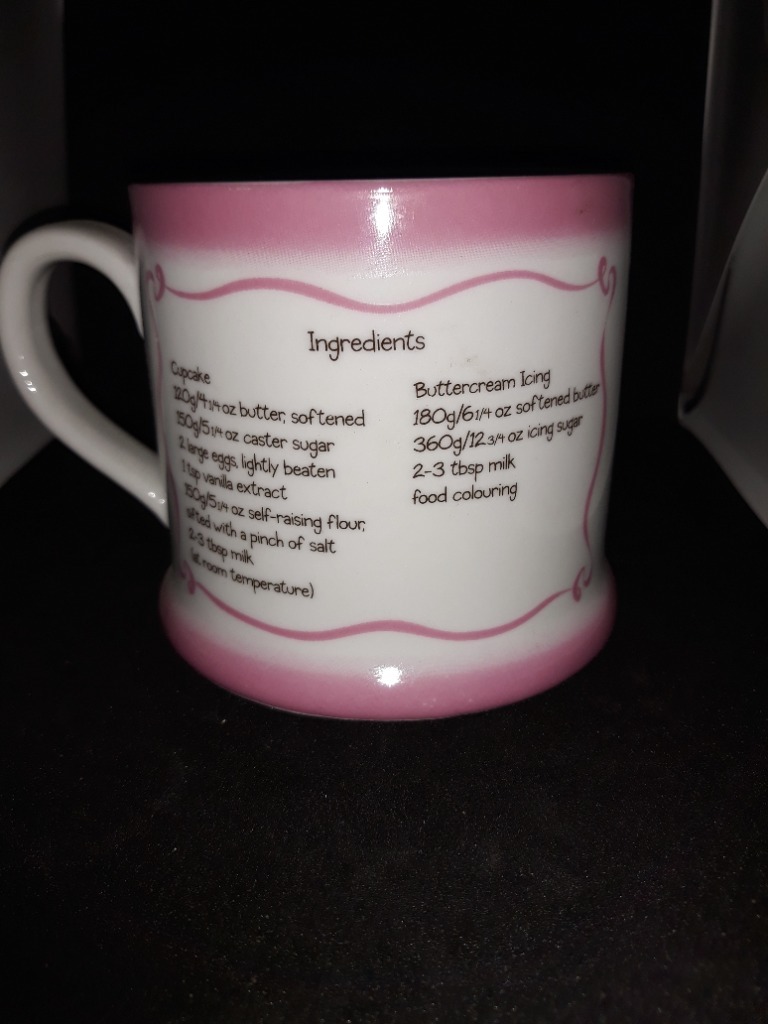 Ingredients
Cupcake
120g/4 1/4 oz butter, softened
150g/5 1/4 oz caster sugar
2 large eggs, lightly beaten
1 tsp vanilla extract
150g/5 1/4 oz self-raising flour,
sifted with a pinch of salt
2-3 tbsp milk
(at room temperature)
Buttercream Icing
180g/6 1/4 oz softened butter
360g/12 3/4 oz icing sugar
2-3 tbsp milk
food colouring